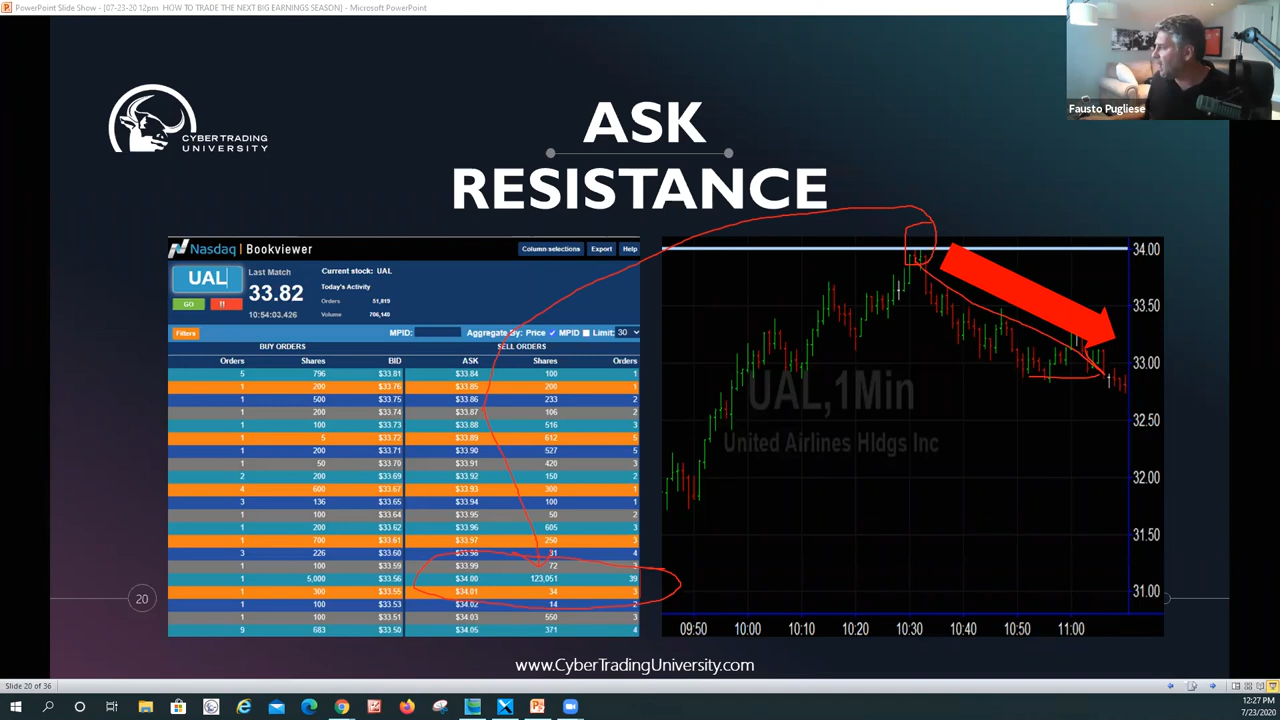 PowerPoint Slide Show - [07-23-20 12pm HOW TO TRADE THE NEXT BIG EARNINGS SEASON] - Microsoft PowerPoint
Fausto Pugliese
CYBERTRADING
UNIVERSITY
ASK
RESISTANCE
Nasdaq | Bookviewer
Column selections Export Help
UAL Last Match Current stock: UAL
33.82 Today's Activity
GO !! Orders 51,819
10:54:03.426 Volume 706,140
Filters MPID: Aggregate By: Price MPID Limit: 30
BUY ORDERS SELL ORDERS
Orders Shares BID ASK Shares Orders
5 796 $33.81 $33.84 100 1
1 200 $33.76 $33.85 200 1
1 500 $33.75 $33.86 233 2
1 200 $33.74 $33.87 106 2
1 100 $33.73 $33.88 516 3
1 5 $33.72 $33.89 612 5
1 200 $33.71 $33.90 527 5
1 50 $33.70 $33.91 420 3
2 200 $33.69 $33.92 150 2
4 600 $33.67 $33.93 300 1
3 136 $33.65 $33.94 100 1
1 100 $33.64 $33.95 50 2
1 200 $33.62 $33.96 605 3
1 700 $33.61 $33.97 250 3
3 226 $33.60 $33.98 31 4
1 100 $33.59 $33.99 72 3
1 5,000 $33.56 $34.00 123,051 39
1 300 $33.55 $34.01 34 3
1 100 $33.53 $34.02 14 2
1 100 $33.51 $34.03 550 3
9 683 $33.50 $34.05 371 4
34.00
33.50
33.00
32.50
32.00
31.50
31.00
UAL,1Min
United Airlines Hldgs Inc
09:50 10:00 10:10 10:20 10:30 10:40 10:50 11:00
20
www.CyberTradingUniversity.com
Slide 20 of 36
12:27 PM
7/23/2020